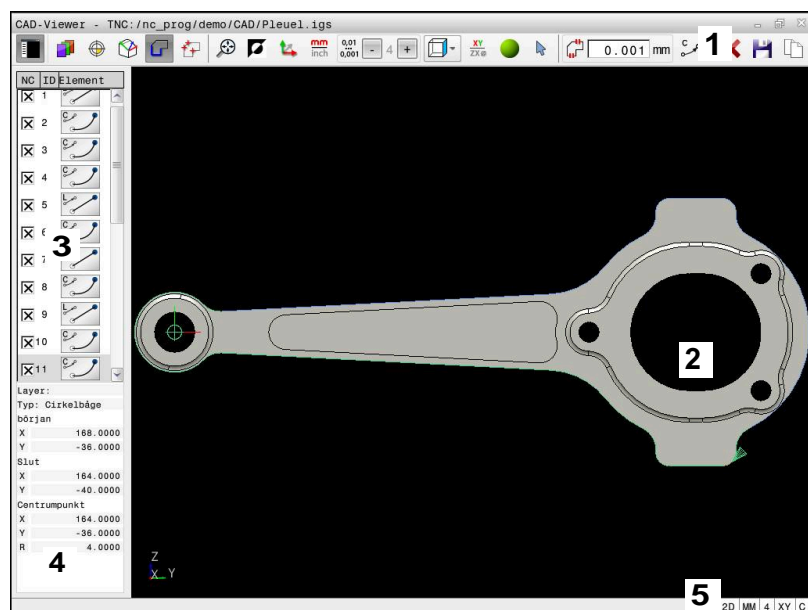 CAD-Viewer - TNC:/nc_prog/demo/CAD/Pleuel.igs
mm
inch
0,01
0,001
- 4 +
XY
ZX
0.001 mm
C
1
NC ID Element
1
2 C
3 C
4 C
5 L
6 C
3
7
8 C
9 L
10 C
11 C
2
Layer:
Typ: Cirkelbåge
början
X 168.0000
Y -36.0000
Slut
X 164.0000
Y -40.0000
Centrumpunkt
X 164.0000
Y -36.0000
R 4.0000
4
Z
X Y
5
2D MM 4 XY C